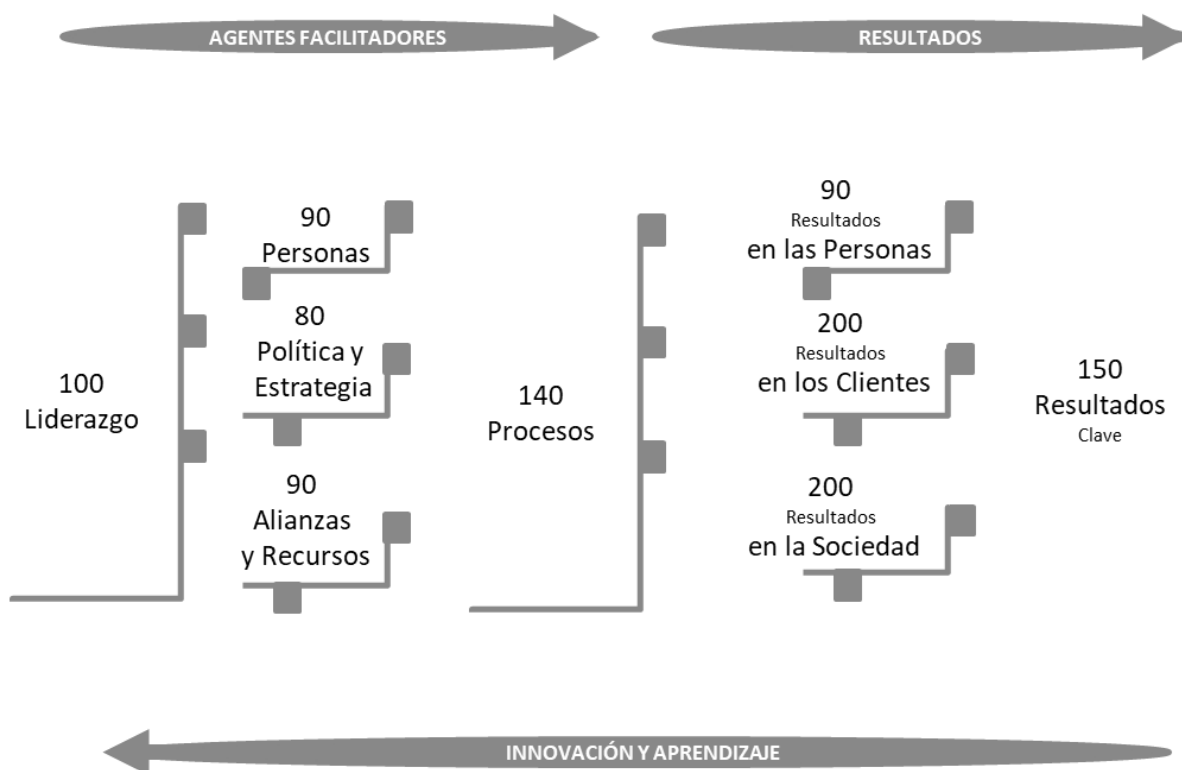 AGENTES FACILITADORES
RESULTADOS
100
Liderazgo
90
Personas
80
Política y
Estrategia
90
Alianzas
y Recursos
140
Procesos
90
Resultados
en las Personas
200
Resultados
en los Clientes
200
Resultados
en la Sociedad
150
Resultados
Clave
INNOVACIÓN Y APRENDIZAJE